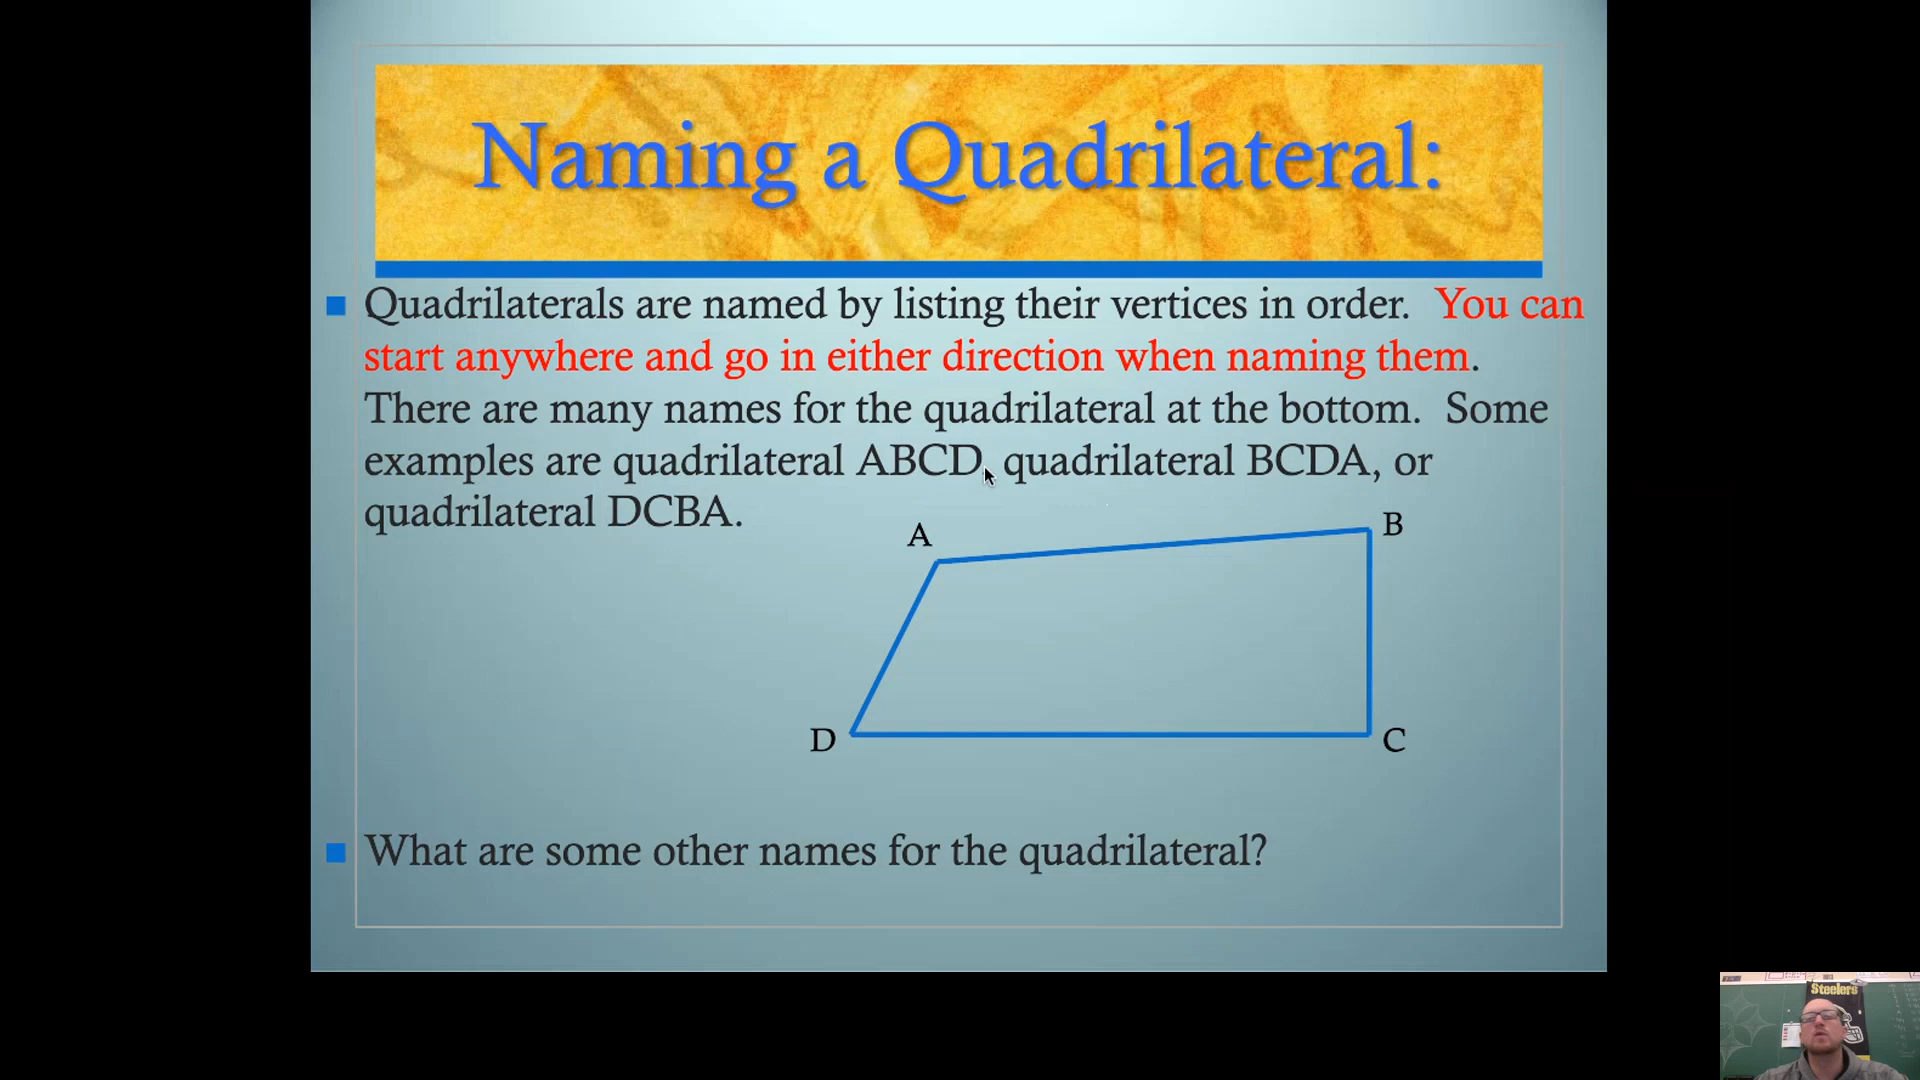 Naming a Quadrilateral:
Quadrilaterals are named by listing their vertices in order. You can
start anywhere and go in either direction when naming them.
There are many names for the quadrilateral at the bottom. Some
examples are quadrilateral ABCD, quadrilateral BCDA, or
quadrilateral DCBA.
A
B
D
C
What are some other names for the quadrilateral?
Steelers